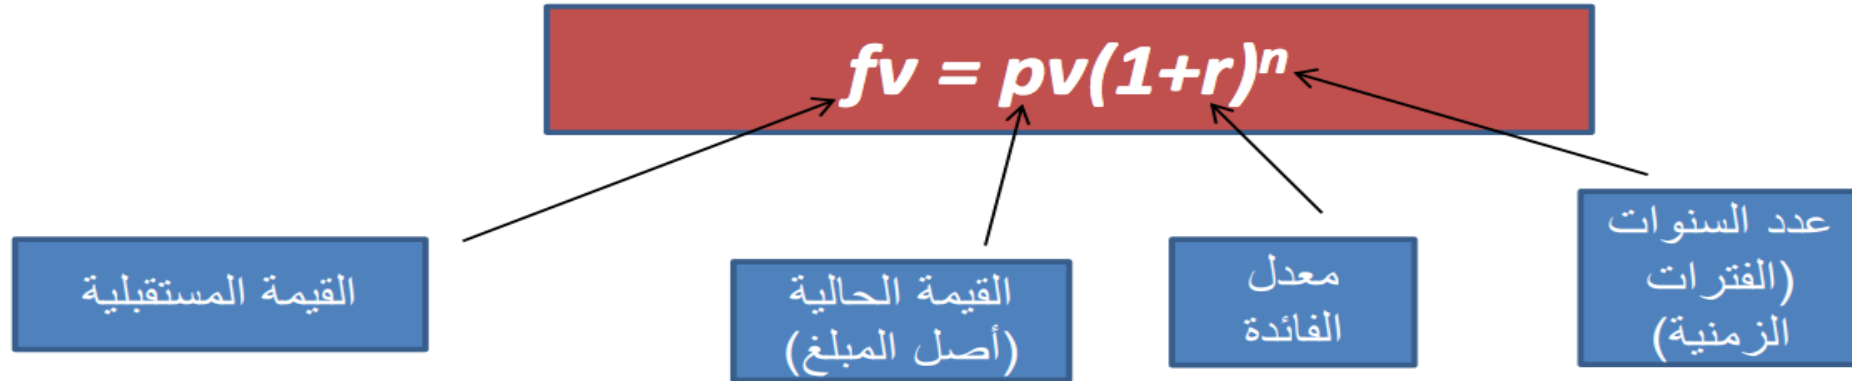 fv = pv(1+r)ⁿ
عدد السنوات
(الفترات
الزمنية)
معدل
الفائدة
القيمة الحالية
(أصل المبلغ)
القيمة المستقبلية